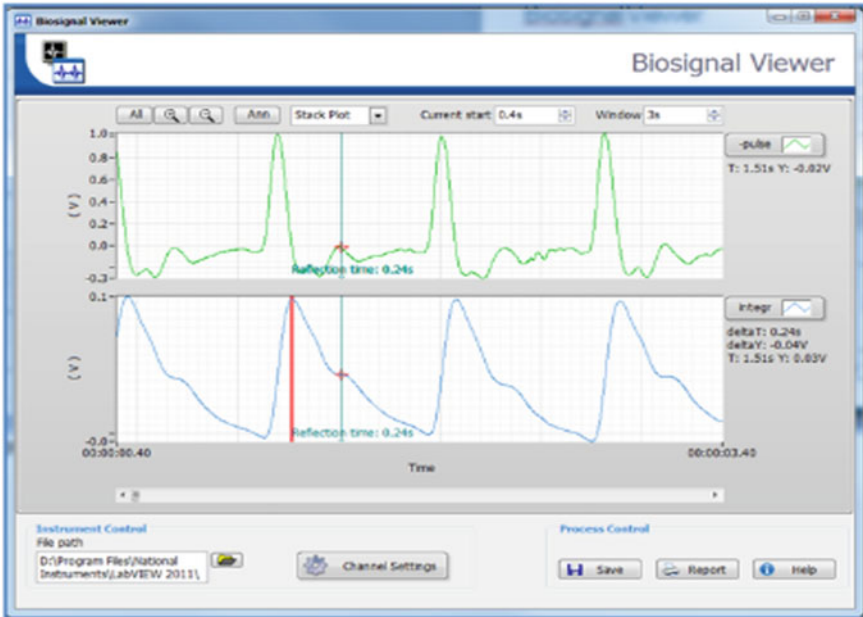 Biosignal Viewer
Biosignal Viewer
Biosignal Viewer
All Ann Stack Plot Current start 0.4s Window 3s
1.0
0.8
0.6
0.4
0.2
0.0
-0.3
(V)
Reflection time: 0.24s
-pulse
T: 1.51s Y: -0.02V
0.1
-0.0
(V)
Reflection time: 0.24s
integr
deltaT: 0.24s
deltaY: -0.04V
T: 1.51s Y: 0.03V
00:00:00.40 00:00:03.40
Time
Instrument Control
File path
D:\Program Files\National
Instruments\LabVIEW 2011\
Channel Settings
Process Control
Save Report Help